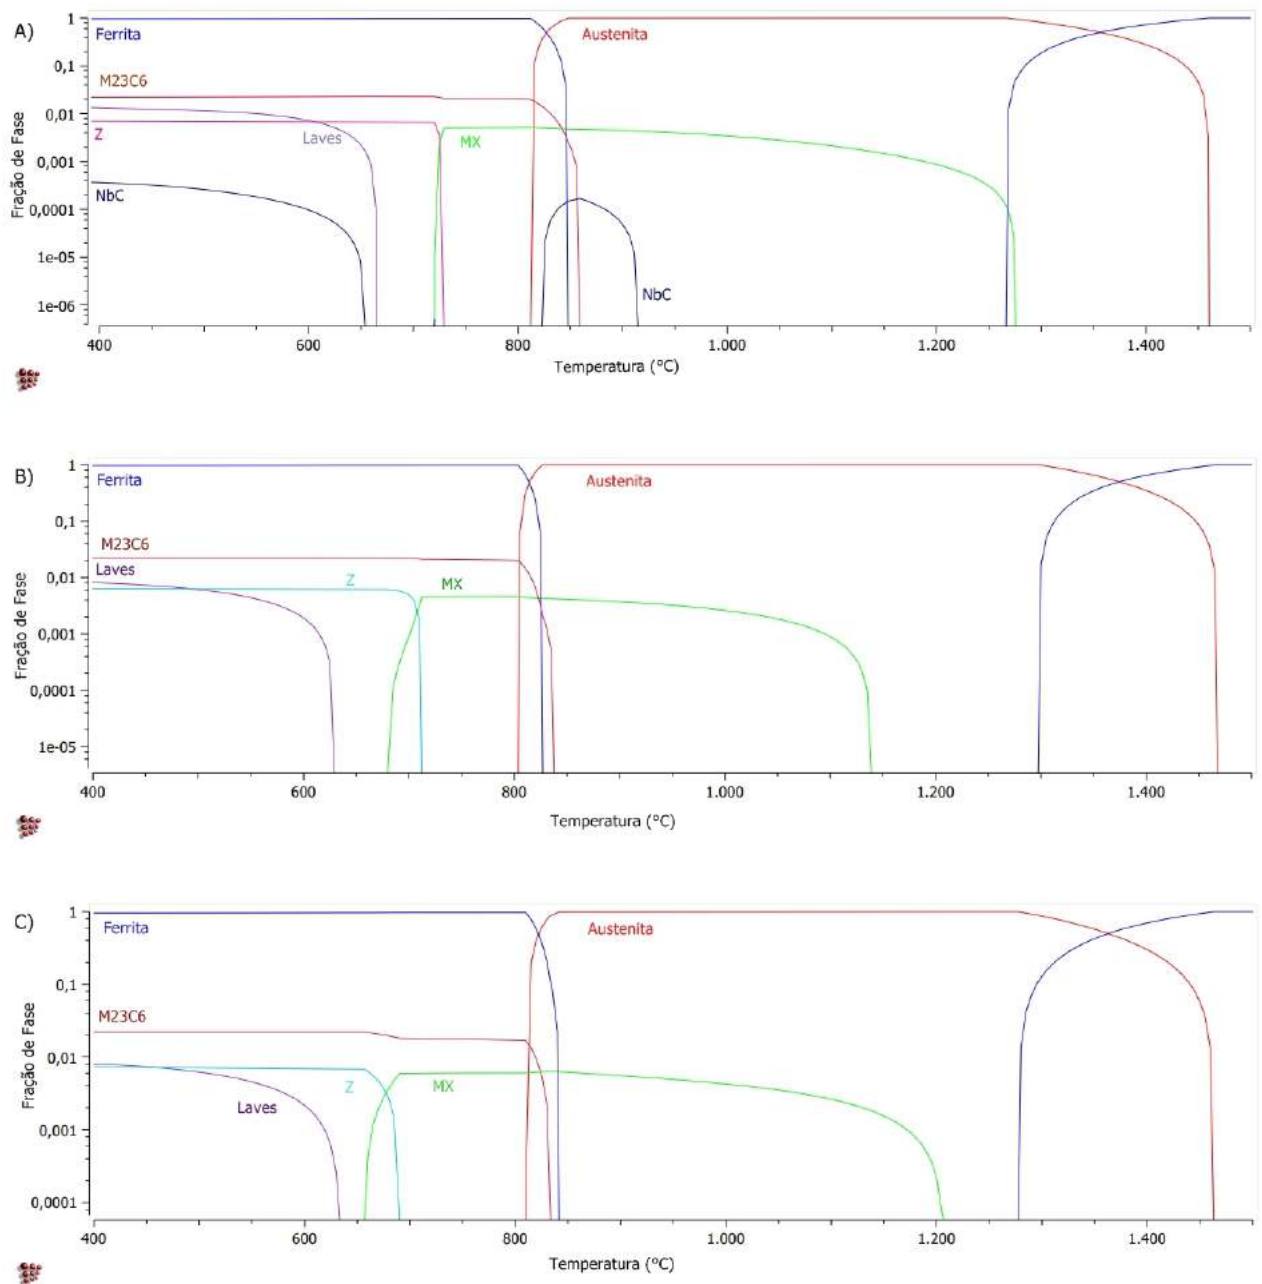 A)
Ferrita
Austenita
M23C6
Laves
Z
MX
NbC
NbC
Fração de Fase
1
0,1
0,01
0,001
0,0001
1e-05
1e-06
400 600 800 1.000 1.200 1.400
Temperatura (°C)
B)
Ferrita
Austenita
M23C6
Laves
Z
MX
Fração de Fase
1
0,1
0,01
0,001
0,0001
1e-05
400 600 800 1.000 1.200 1.400
Temperatura (°C)
C)
Ferrita
Austenita
M23C6
Z
MX
Laves
Fração de Fase
1
0,1
0,01
0,001
0,0001
400 600 800 1.000 1.200 1.400
Temperatura (°C)